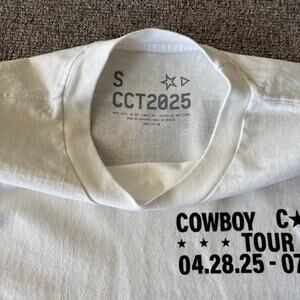 S
CCT2025
COWBOY C★
★ ★ ★ TOUR
04.28.25 - 07